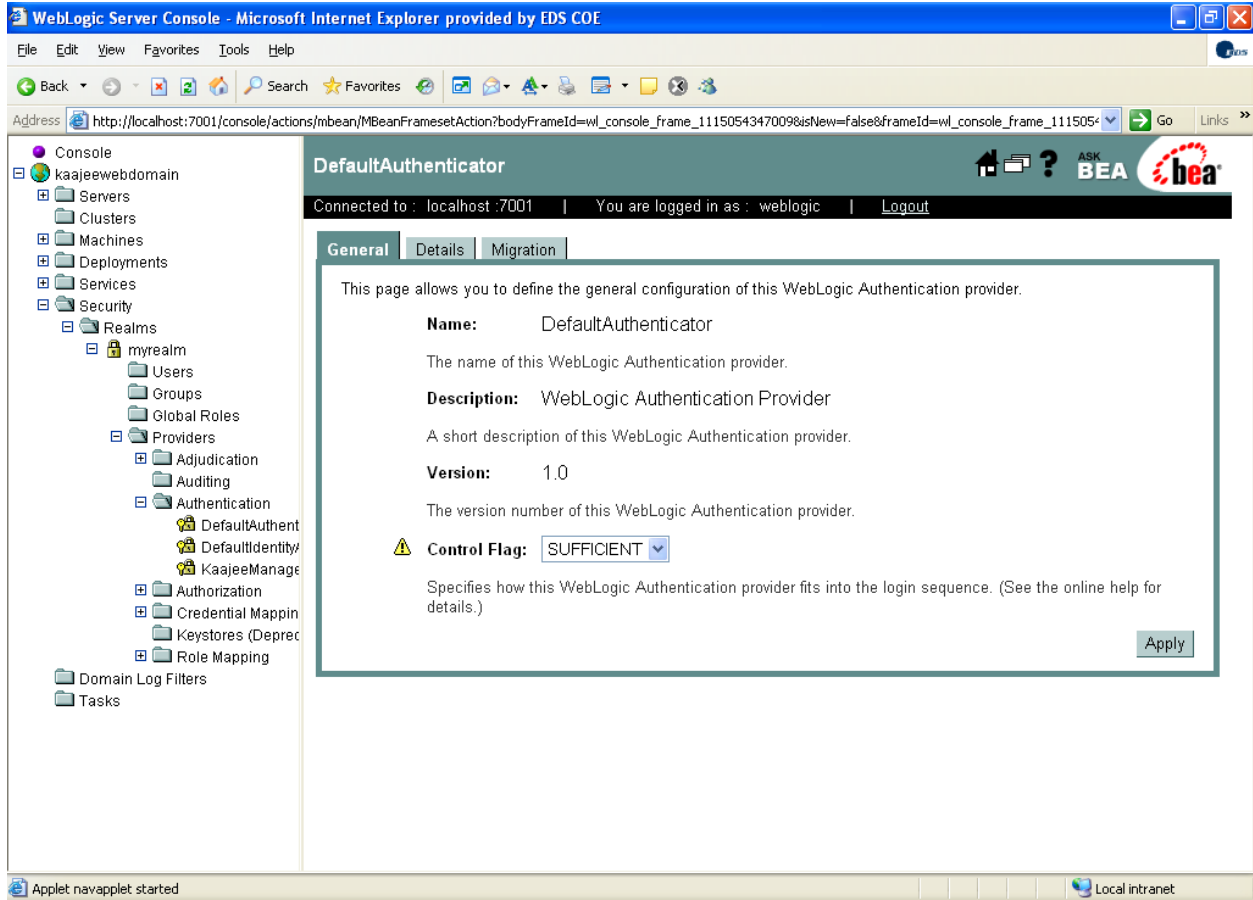 WebLogic Server Console - Microsoft Internet Explorer provided by EDS COE
File Edit View Favorites Tools Help
EDS
Back Search Favorites
Address http://localhost:7001/console/actions/mbean/MBeanFramesetAction?bodyFrameId=wl_console_frame_1115054347009&isNew=false&frameId=wl_console_frame_1115054 Go Links »
Console
kaajeewebdomain
Servers
Clusters
Machines
Deployments
Services
Security
Realms
myrealm
Users
Groups
Global Roles
Providers
Adjudication
Auditing
Authentication
DefaultAuthent
DefaultIdentityA
KaajeeManage
Authorization
Credential Mappin
Keystores (Deprec
Role Mapping
Domain Log Filters
Tasks
DefaultAuthenticator
? ASK BEA bea
Connected to : localhost :7001 | You are logged in as : weblogic | Logout
General Details Migration
This page allows you to define the general configuration of this WebLogic Authentication provider.
Name: DefaultAuthenticator
The name of this WebLogic Authentication provider.
Description: WebLogic Authentication Provider
A short description of this WebLogic Authentication provider.
Version: 1.0
The version number of this WebLogic Authentication provider.
Control Flag: SUFFICIENT
Specifies how this WebLogic Authentication provider fits into the login sequence. (See the online help for
details.)
Apply
Applet navapplet started
Local intranet